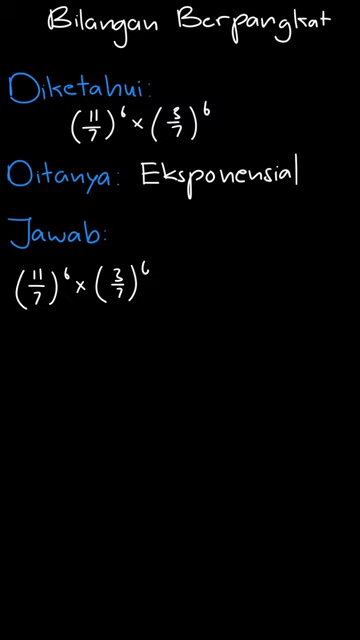 Bilangan Berpangkat
Diketahui:
(11/7)^6 × (3/7)^6
Ditanya: Eksponensial
Jawab:
(11/7)^6 × (3/7)^6